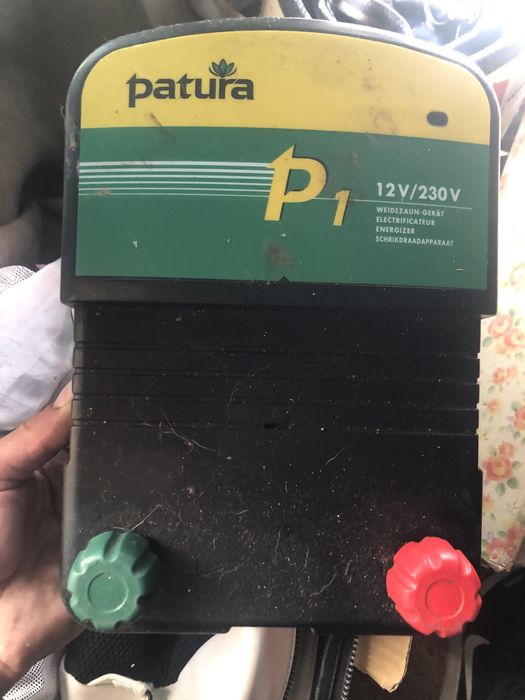 patura
P1
12V/230V
WEIDEZAUN-GERÄT
ELECTRIFICATEUR
ENERGIZER
SCHRIKDRAADAPPARAAT